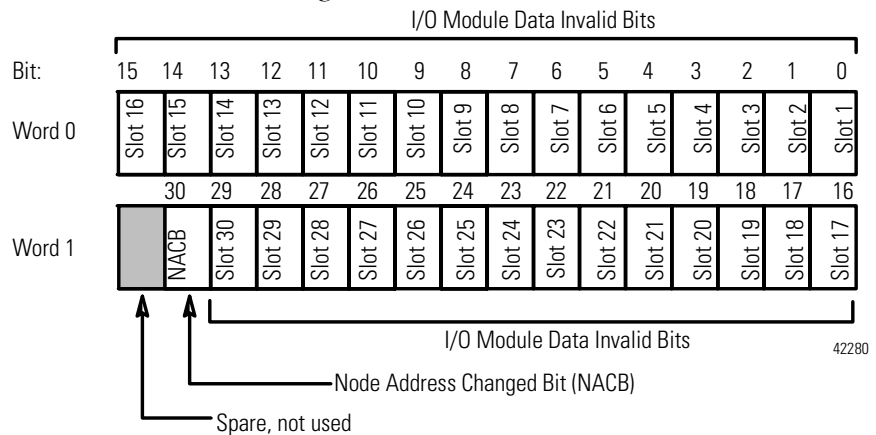 I/O Module Data Invalid Bits
Bit: 15 14 13 12 11 10 9 8 7 6 5 4 3 2 1 0
Word 0 Slot 16 Slot 15 Slot 14 Slot 13 Slot 12 Slot 11 Slot 10 Slot 9 Slot 8 Slot 7 Slot 6 Slot 5 Slot 4 Slot 3 Slot 2 Slot 1
30 29 28 27 26 25 24 23 22 21 20 19 18 17 16
Word 1 NACB Slot 30 Slot 29 Slot 28 Slot 27 Slot 26 Slot 25 Slot 24 Slot 23 Slot 22 Slot 21 Slot 20 Slot 19 Slot 18 Slot 17
I/O Module Data Invalid Bits
42280
Node Address Changed Bit (NACB)
Spare, not used